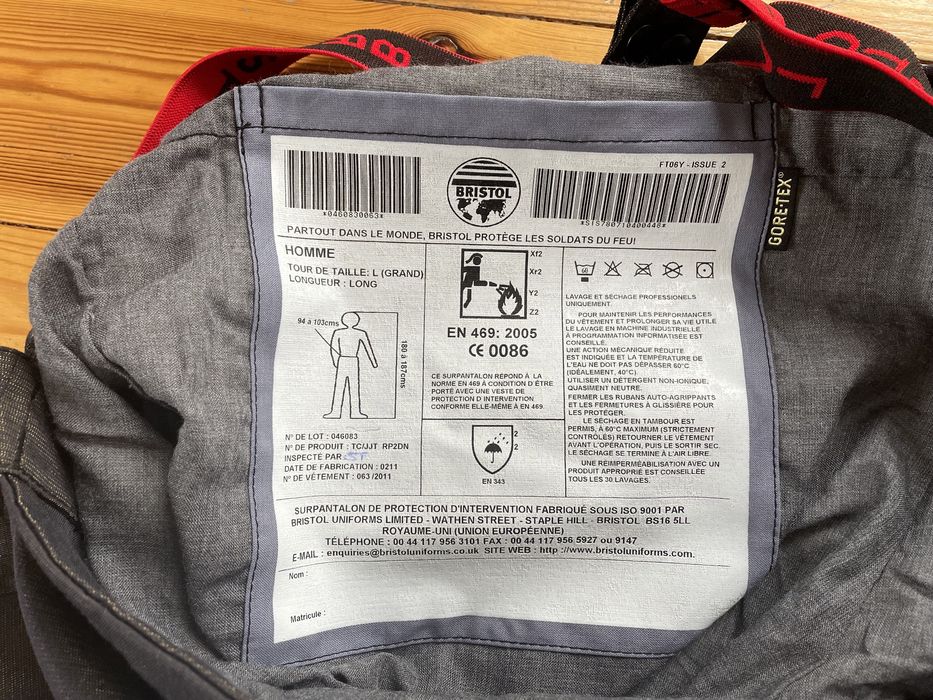 FT06Y - ISSUE 2
*0460830063*
BRISTOL
*S1S780710400448*
GORE-TEX®
PARTOUT DANS LE MONDE, BRISTOL PROTÈGE LES SOLDATS DU FEU!
HOMME
TOUR DE TAILLE: L (GRAND)
LONGUEUR : LONG
94 à 103cms
180 à 187cms
Nº DE LOT : 046083
Nº DE PRODUIT : TC/JJT RP2DN
INSPECTÉ PAR : ST
DATE DE FABRICATION : 0211
Nº DE VÊTEMENT : 063 /2011
Xf2
Xr2
Y2
Z2
EN 469: 2005
CE 0086
CE SURPANTALON RÉPOND À LA
NORME EN 469 À CONDITION D ÊTRE
PORTÉ AVEC UNE VESTE DE
PROTECTION D INTERVENTION
CONFORME ELLE-MÊME À EN 469.
2
2
EN 343
60
LAVAGE ET SÉCHAGE PROFESSIONELS
UNIQUEMENT.
POUR MAINTENIR LES PERFORMANCES
DU VÊTEMENT ET PROLONGER SA VIE UTILE
LE LAVAGE EN MACHINE INDUSTRIELLE
À PROGRAMMATION INFORMATISÉE EST
CONSEILLÉ.
UNE ACTION MÉCANIQUE RÉDUITE
EST INDIQUÉE ET LA TEMPÉRATURE DE
L'EAU NE DOIT PAS DÉPASSER 60°C
(IDÉALEMENT, 40°C).
UTILISER UN DÉTERGENT NON-IONIQUE,
QUASIMENT NEUTRE.
FERMER LES RUBANS AUTO-AGRIPPANTS
ET LES FERMETURES À GLISSIÈRE POUR
LES PROTÉGER.
LE SÉCHAGE EN TAMBOUR EST
PERMIS, A 60°C MAXIMUM (STRICTEMENT
CONTRÔLÉS) RETOURNER LE VÊTEMENT
AVANT L'OPÉRATION, PUIS LE SORTIR SEC.
LE SÉCHAGE SE TERMINE À L'AIR LIBRE.
UNE REIMPERMÉABILISATION AVEC UN
PRODUIT APPROPRIÉ EST CONSEILLÉE
TOUS LES 30 LAVAGES.
SURPANTALON DE PROTECTION D'INTERVENTION FABRIQUÉ SOUS ISO 9001 PAR
BRISTOL UNIFORMS LIMITED - WATHEN STREET - STAPLE HILL - BRISTOL BS16 5LL
ROYAUME-UNI (UNION EUROPÉENNE)
TÉLÉPHONE : 00 44 117 956 3101 FAX : 00 44 117 956 5927 ou 9147
E-MAIL : enquiries@bristoluniforms.co.uk SITE WEB : http://www.bristoluniforms.com.
Nom :
Matricule :